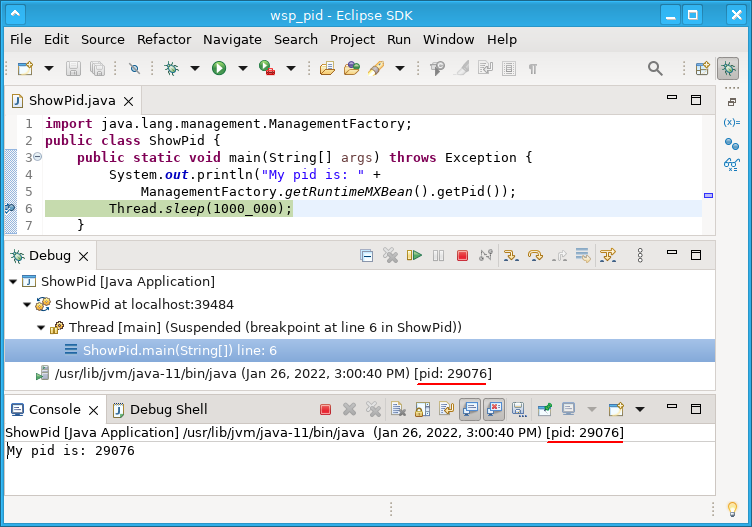 wsp_pid - Eclipse SDK
File Edit Source Refactor Navigate Search Project Run Window Help
ShowPid.java
1 import java.lang.management.ManagementFactory;
2 public class ShowPid {
3 public static void main(String[] args) throws Exception {
4 System.out.println("My pid is: " +
5 ManagementFactory.getRuntimeMXBean().getPid());
6 Thread.sleep(1000_000);
7 }
(x)=
Debug
ShowPid [Java Application]
ShowPid at localhost:39484
Thread [main] (Suspended (breakpoint at line 6 in ShowPid))
ShowPid.main(String[]) line: 6
/usr/lib/jvm/java-11/bin/java (Jan 26, 2022, 3:00:40 PM) [pid: 29076]
Console Debug Shell
ShowPid [Java Application] /usr/lib/jvm/java-11/bin/java (Jan 26, 2022, 3:00:40 PM) [pid: 29076]
My pid is: 29076